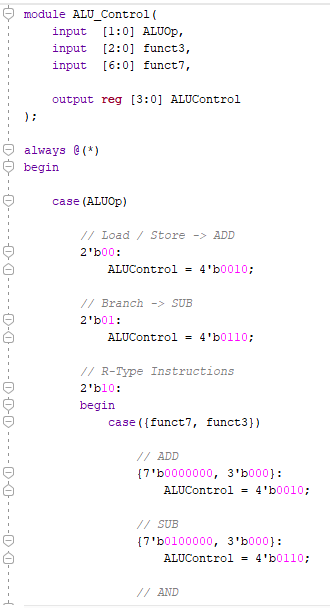 module ALU_Control(
    input  [1:0] ALUOp,
    input  [2:0] funct3,
    input  [6:0] funct7,

    output reg [3:0] ALUControl
);

always @(*)
begin

    case(ALUOp)

        // Load / Store -> ADD
        2'b00:
            ALUControl = 4'b0010;

        // Branch -> SUB
        2'b01:
            ALUControl = 4'b0110;

        // R-Type Instructions
        2'b10:
        begin
            case({funct7, funct3})

                // ADD
                {7'b0000000, 3'b000}:
                    ALUControl = 4'b0010;

                // SUB
                {7'b0100000, 3'b000}:
                    ALUControl = 4'b0110;

                // AND